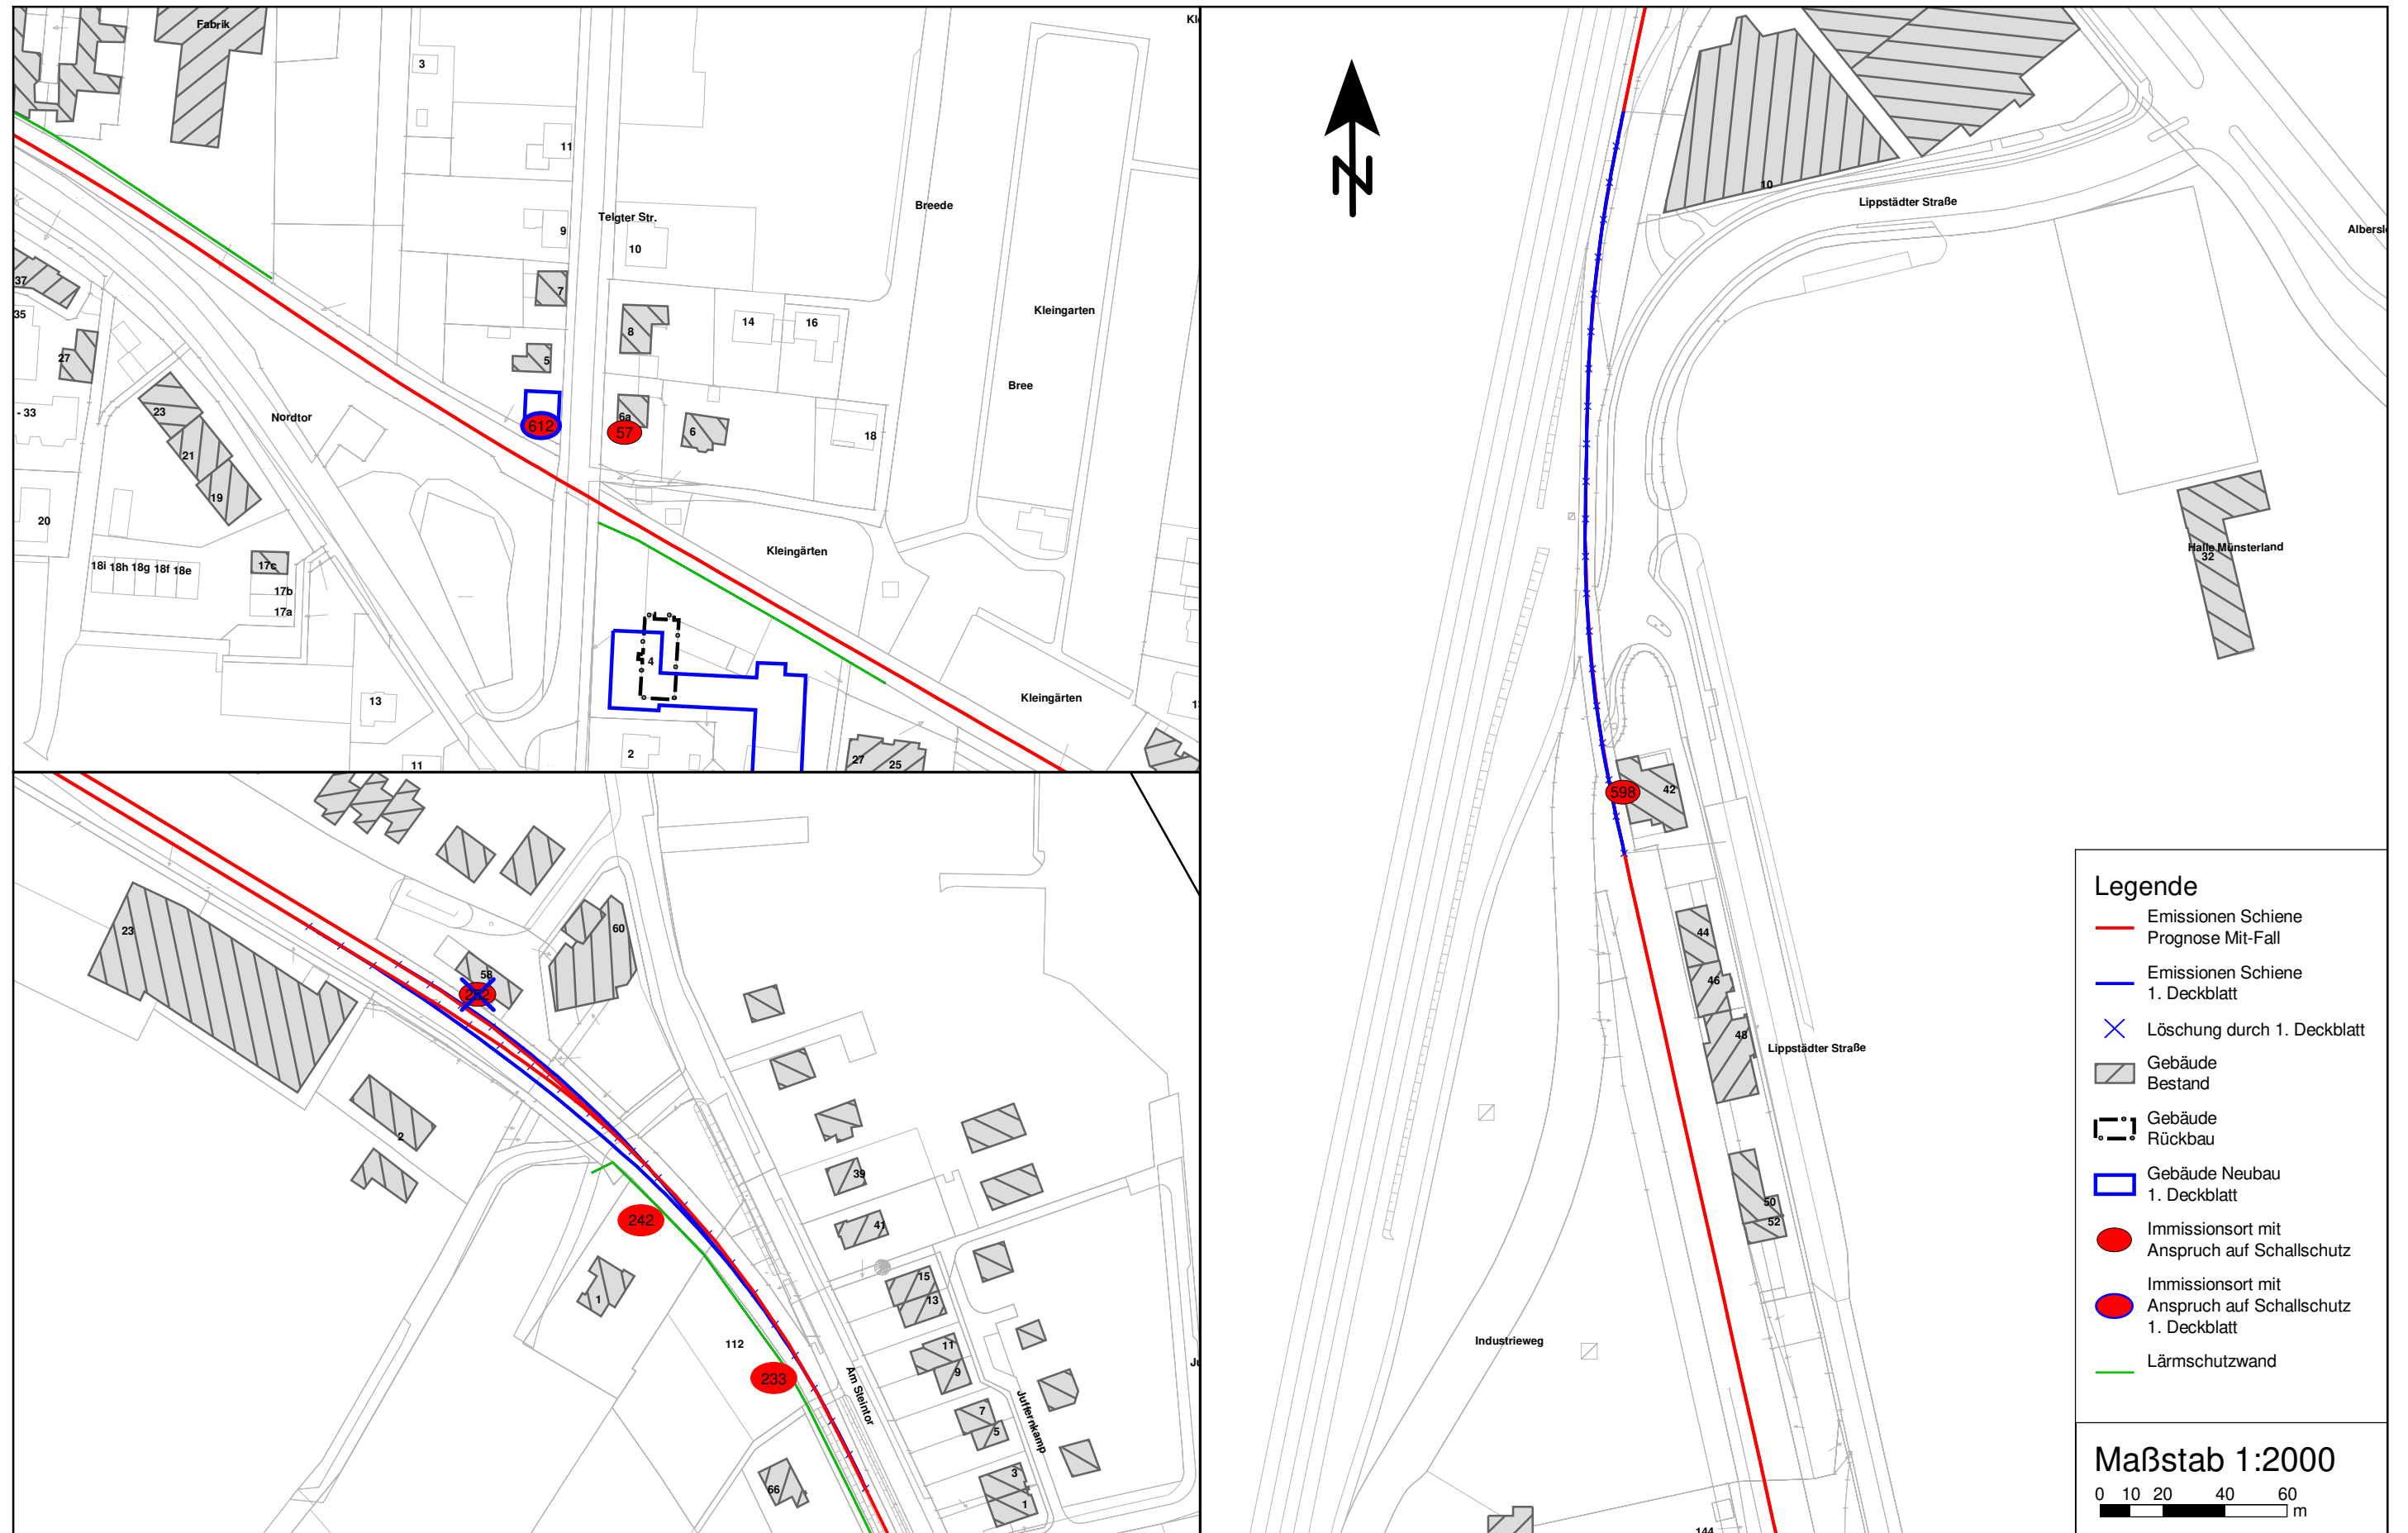 Fabrik
3
11
9
Telgter Str.
10
Breede
7
8
14
16
Kleingarten
37
35
27
5
Bree
- 33
23
Nordtor
612
6a
57
6
18
21
19
20
Kleingärten
18i 18h 18g 18f 18e
17c
17b
17a
4
13
Kleingärten
2
11
27
25
23
60
58
2
39
242
41
1
15
13
112
11
9
233
Am Steintor
Juffernkamp
7
5
66
3
1
N
10
Lippstädter Straße
Halle Münsterland
32
598
42
44
46
48
Lippstädter Straße
50
52
Industrieweg
144
Legende
Emissionen Schiene
Prognose Mit-Fall
Emissionen Schiene
1. Deckblatt
Löschung durch 1. Deckblatt
Gebäude
Bestand
Gebäude
Rückbau
Gebäude Neubau
1. Deckblatt
Immissionsort mit
Anspruch auf Schallschutz
Immissionsort mit
Anspruch auf Schallschutz
1. Deckblatt
Lärmschutzwand
Maßstab 1:2000
0 10 20 40 60
m